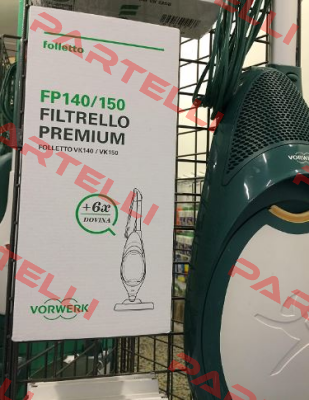 folletto
FP140/150
FILTRELLO
PREMIUM
FOLLETTO VK140 / VK150
+6x
DOVINA
VORWERK
VORWERK
PARTELLI
PARTELLI
PARTELLI
PARTELLI
PARTELLI